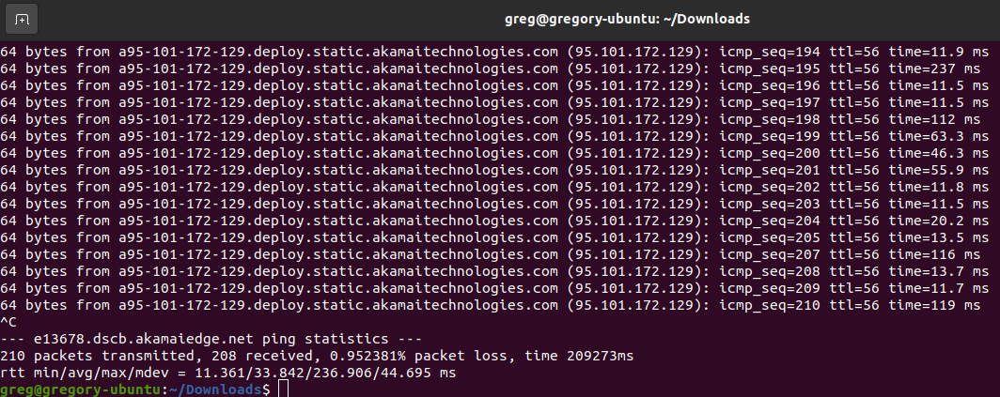 greg@gregory-ubuntu: ~/Downloads
64 bytes from a95-101-172-129.deploy.static.akamaitechnologies.com (95.101.172.129): icmp_seq=194 ttl=56 time=11.9 ms
64 bytes from a95-101-172-129.deploy.static.akamaitechnologies.com (95.101.172.129): icmp_seq=195 ttl=56 time=237 ms
64 bytes from a95-101-172-129.deploy.static.akamaitechnologies.com (95.101.172.129): icmp_seq=196 ttl=56 time=11.5 ms
64 bytes from a95-101-172-129.deploy.static.akamaitechnologies.com (95.101.172.129): icmp_seq=197 ttl=56 time=11.5 ms
64 bytes from a95-101-172-129.deploy.static.akamaitechnologies.com (95.101.172.129): icmp_seq=198 ttl=56 time=112 ms
64 bytes from a95-101-172-129.deploy.static.akamaitechnologies.com (95.101.172.129): icmp_seq=199 ttl=56 time=63.3 ms
64 bytes from a95-101-172-129.deploy.static.akamaitechnologies.com (95.101.172.129): icmp_seq=200 ttl=56 time=46.3 ms
64 bytes from a95-101-172-129.deploy.static.akamaitechnologies.com (95.101.172.129): icmp_seq=201 ttl=56 time=55.9 ms
64 bytes from a95-101-172-129.deploy.static.akamaitechnologies.com (95.101.172.129): icmp_seq=202 ttl=56 time=11.8 ms
64 bytes from a95-101-172-129.deploy.static.akamaitechnologies.com (95.101.172.129): icmp_seq=203 ttl=56 time=11.5 ms
64 bytes from a95-101-172-129.deploy.static.akamaitechnologies.com (95.101.172.129): icmp_seq=204 ttl=56 time=20.2 ms
64 bytes from a95-101-172-129.deploy.static.akamaitechnologies.com (95.101.172.129): icmp_seq=205 ttl=56 time=13.5 ms
64 bytes from a95-101-172-129.deploy.static.akamaitechnologies.com (95.101.172.129): icmp_seq=207 ttl=56 time=116 ms
64 bytes from a95-101-172-129.deploy.static.akamaitechnologies.com (95.101.172.129): icmp_seq=208 ttl=56 time=13.7 ms
64 bytes from a95-101-172-129.deploy.static.akamaitechnologies.com (95.101.172.129): icmp_seq=209 ttl=56 time=11.7 ms
64 bytes from a95-101-172-129.deploy.static.akamaitechnologies.com (95.101.172.129): icmp_seq=210 ttl=56 time=119 ms
^C
--- e13678.dscb.akamaiedge.net ping statistics ---
210 packets transmitted, 208 received, 0.952381% packet loss, time 209273ms
rtt min/avg/max/mdev = 11.361/33.842/236.906/44.695 ms
greg@gregory-ubuntu:~/Downloads$